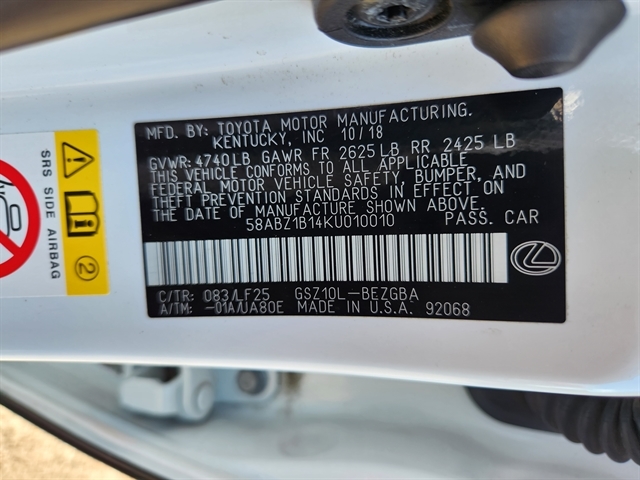 MFD. BY: TOYOTA MOTOR MANUFACTURING.
KENTUCKY, INC 10/18
GVWR: 4740LB GAWR FR 2625 LB RR 2425 LB
THIS VEHICLE CONFORMS TO ALL APPLICABLE
FEDERAL MOTOR VEHICLE SAFETY, BUMPER, AND
THEFT PREVENTION STANDARDS IN EFFECT ON
THE DATE OF MANUFACTURE SHOWN ABOVE.
58ABZ1B14KU010010 PASS. CAR
C/TR: 083/LF25 GSZ10L-BEZGBA
A/TM: -01A/UA80E MADE IN U.S.A. 92068
SRS SIDE AIRBAG
2